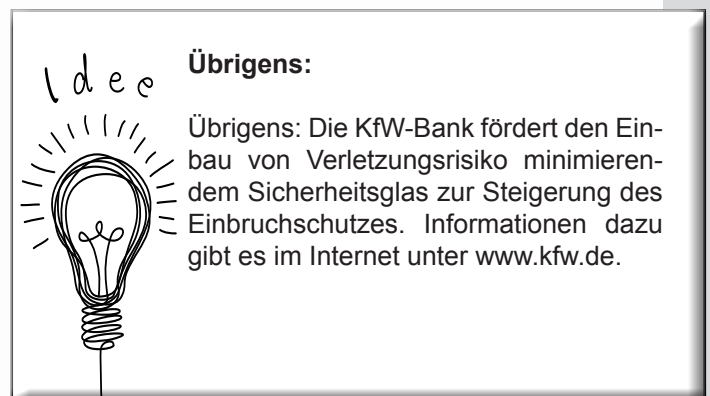 Idee
Übrigens:
Übrigens: Die KfW-Bank fördert den Ein-
bau von Verletzungsrisiko minimieren-
dem Sicherheitsglas zur Steigerung des
Einbruchschutzes. Informationen dazu
gibt es im Internet unter www.kfw.de.